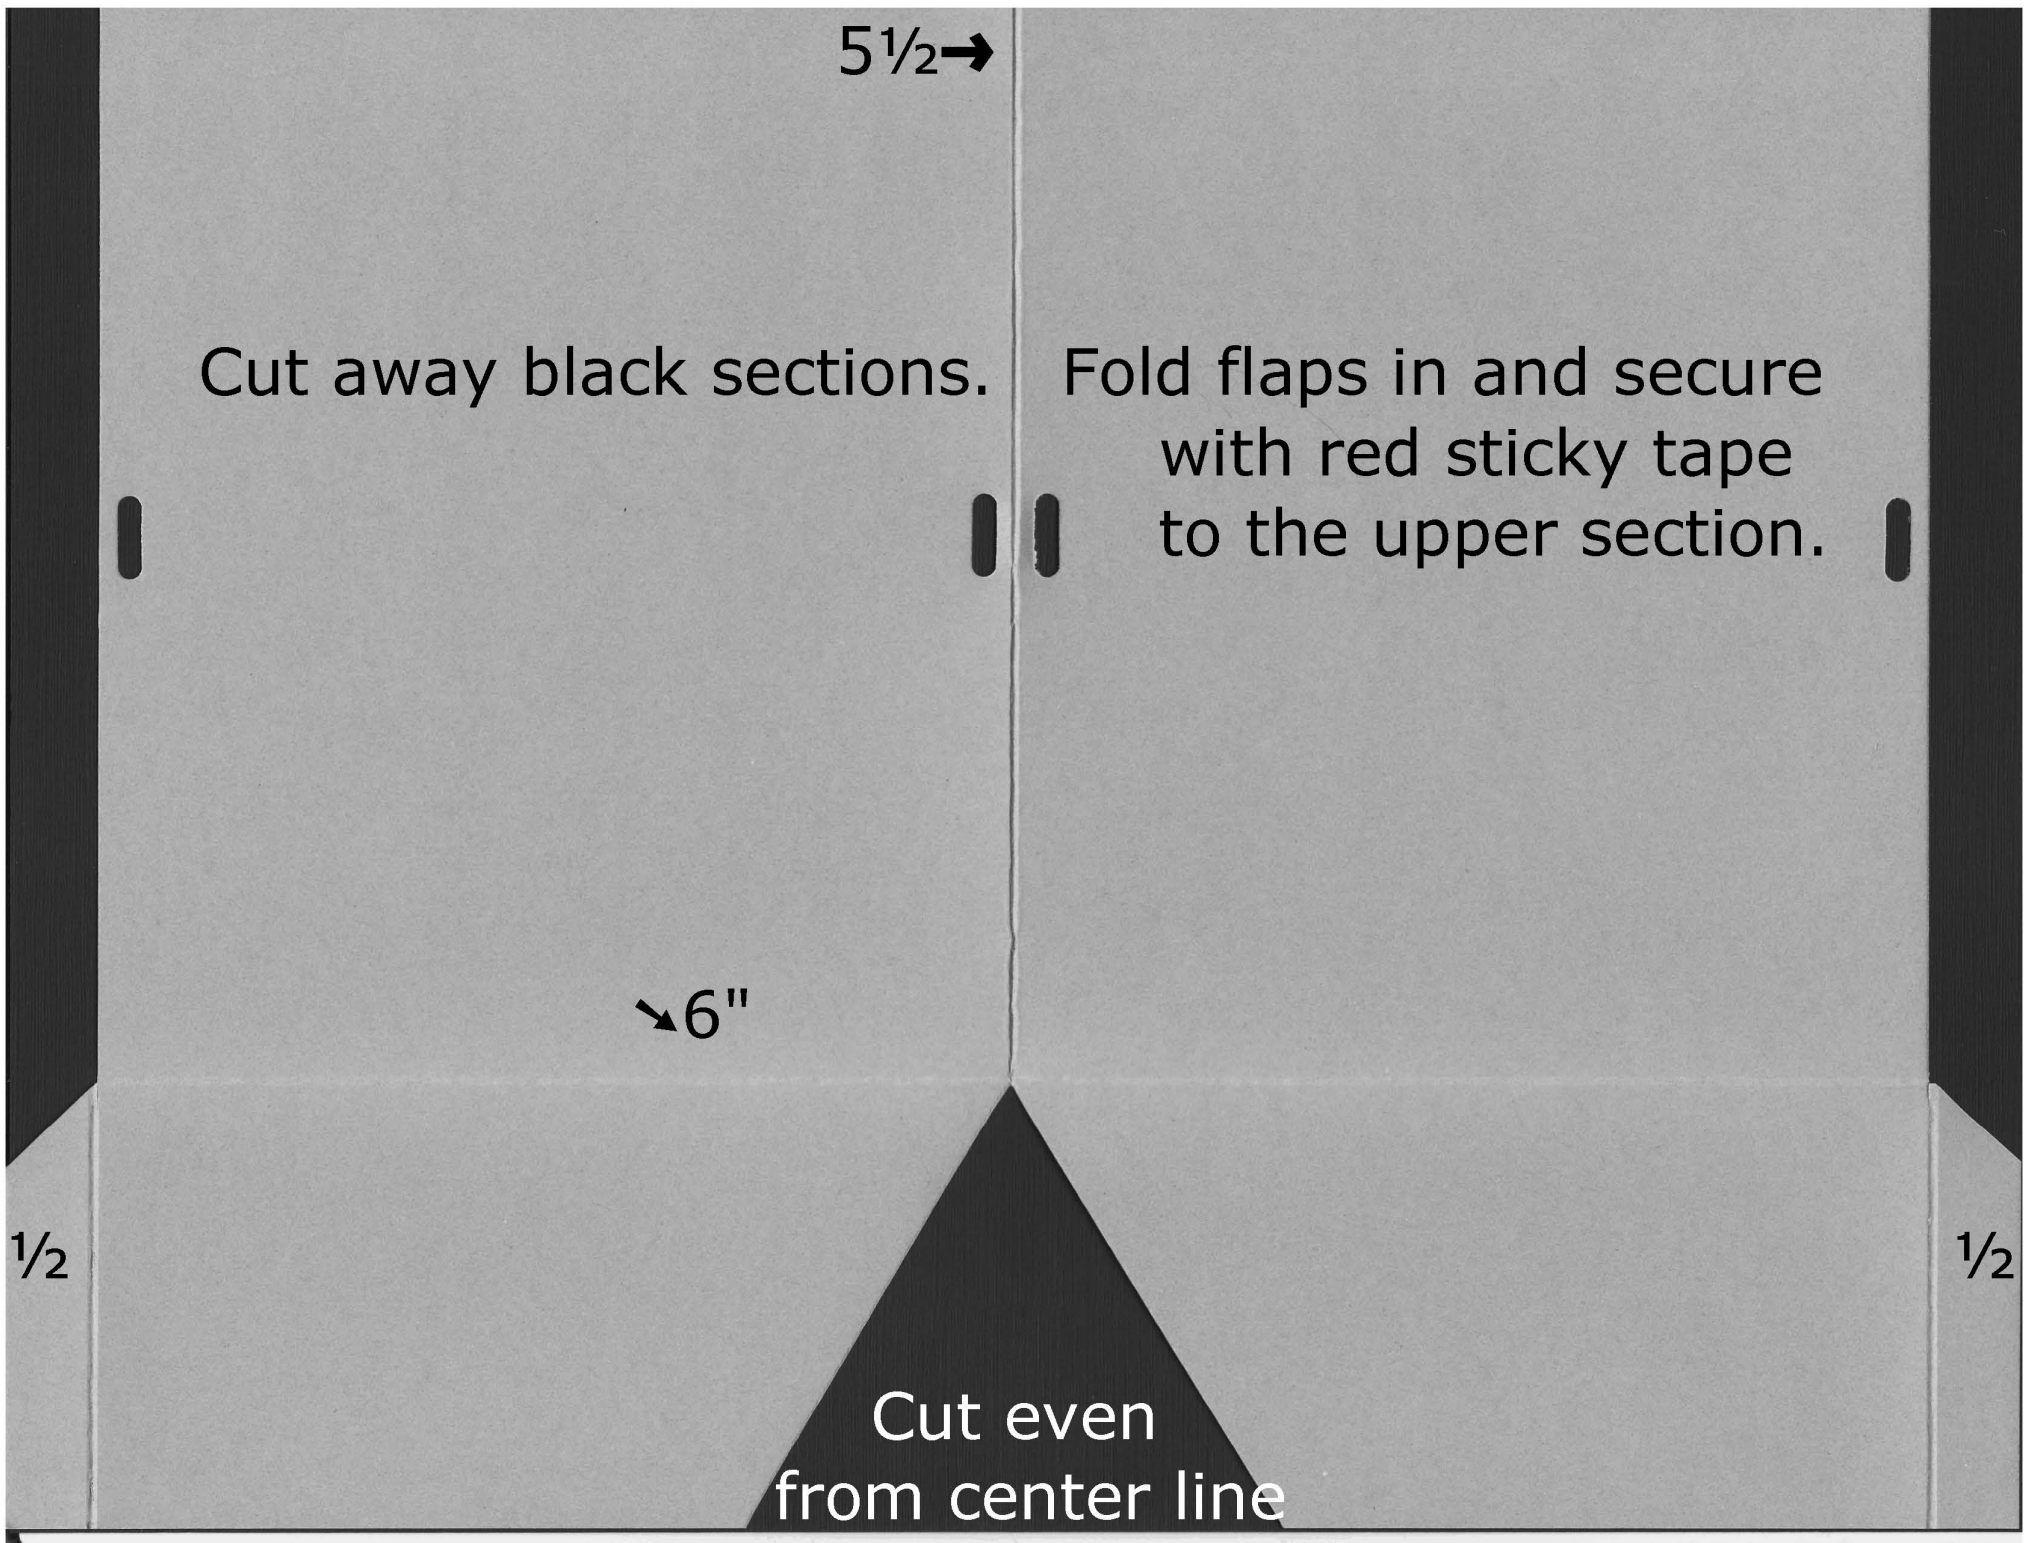 5½→
Cut away black sections.
Fold flaps in and secure
with red sticky tape
to the upper section.
➘6"
½
½
Cut even
from center line